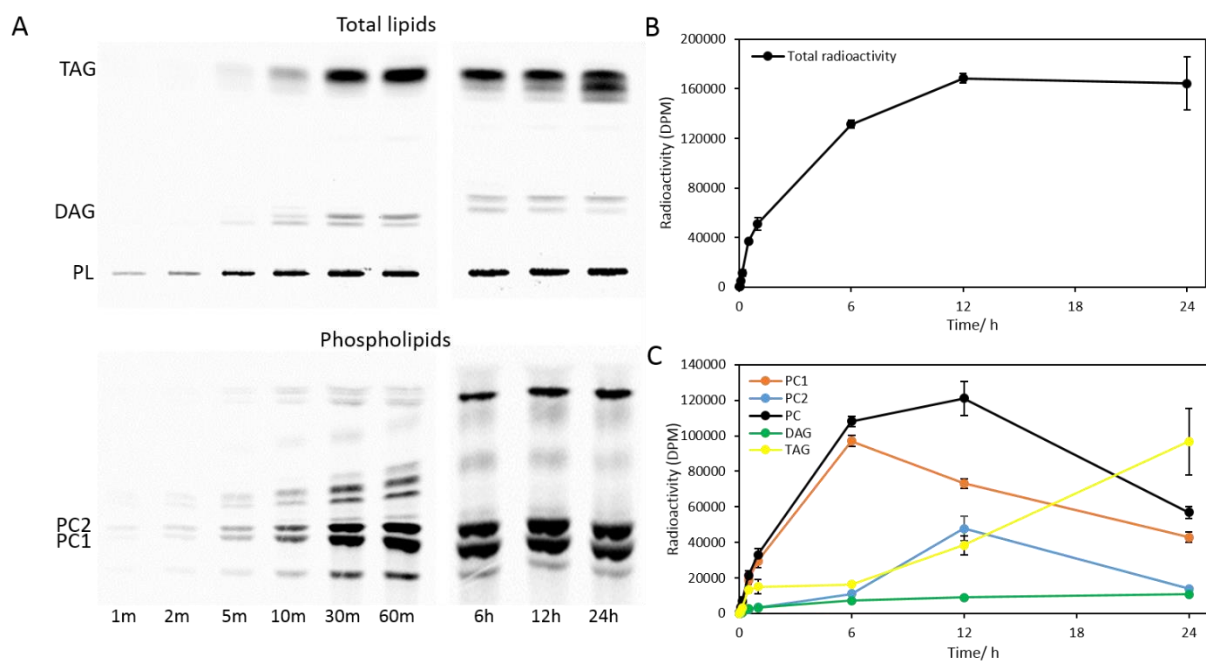 A
Total lipids
TAG
DAG
PL
Phospholipids
PC2
PC1
1m 2m 5m 10m 30m 60m 6h 12h 24h
B
200000
160000
120000
80000
40000
0
Radioactivity (DPM)
Total radioactivity
0 6 12 18 24
Time/ h
C
140000
120000
100000
80000
60000
40000
20000
0
Radioactivity (DPM)
PC1
PC2
PC
DAG
TAG
0 6 12 18 24
Time/ h